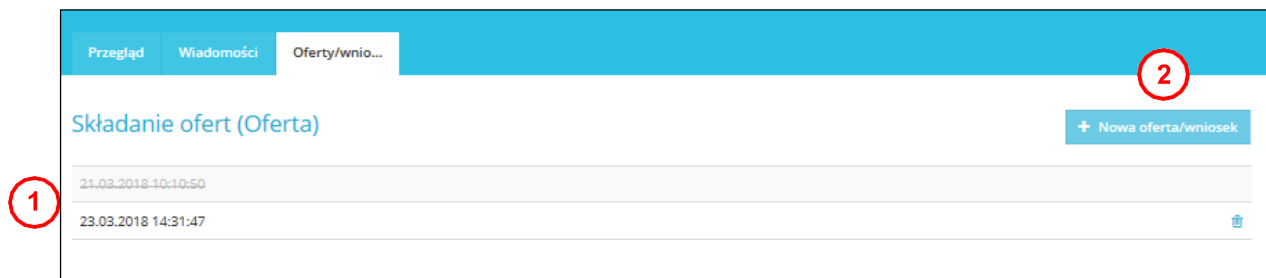 Przegląd Wiadomości Oferty/wnio...
2
Składanie ofert (Oferta)
+ Nowa oferta/wniosek
21.03.2018 10:10:50
1
23.03.2018 14:31:47